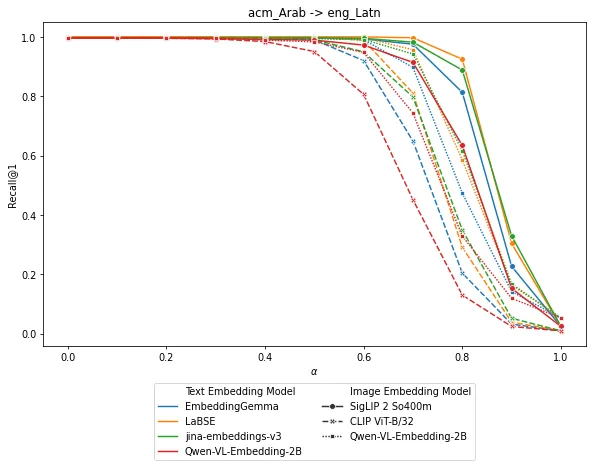 acm_Arab -> eng_Latn
Recall@1
1.0
0.8
0.6
0.4
0.2
0.0
0.0 0.2 0.4 0.6 0.8 1.0
α
Text Embedding Model
EmbeddingGemma
LaBSE
jina-embeddings-v3
Qwen-VL-Embedding-2B
Image Embedding Model
SigLIP 2 So400m
CLIP ViT-B/32
Qwen-VL-Embedding-2B